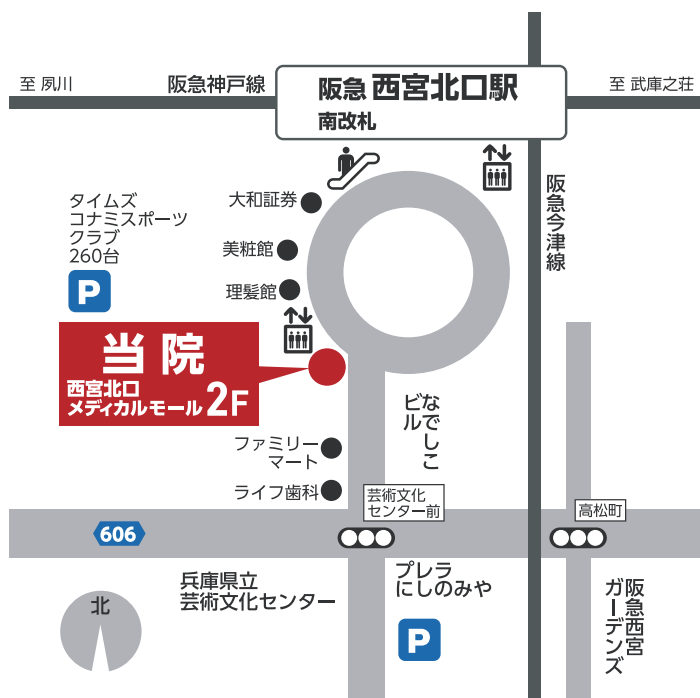 至 夙川
阪急神戸線
阪急 西宮北口駅
南改札
至 武庫之荘
タイムズ
コナミスポーツ
クラブ
260台
P
大和証券
美粧館
理髪館
阪急今津線
当院
西宮北口
メディカルモール 2F
なでしこ
ビル
ファミリー
マート
ライフ歯科
芸術文化
センター前
高松町
606
兵庫県立
芸術文化センター
プレラ
にしのみや
P
阪急西宮
ガーデンズ
北